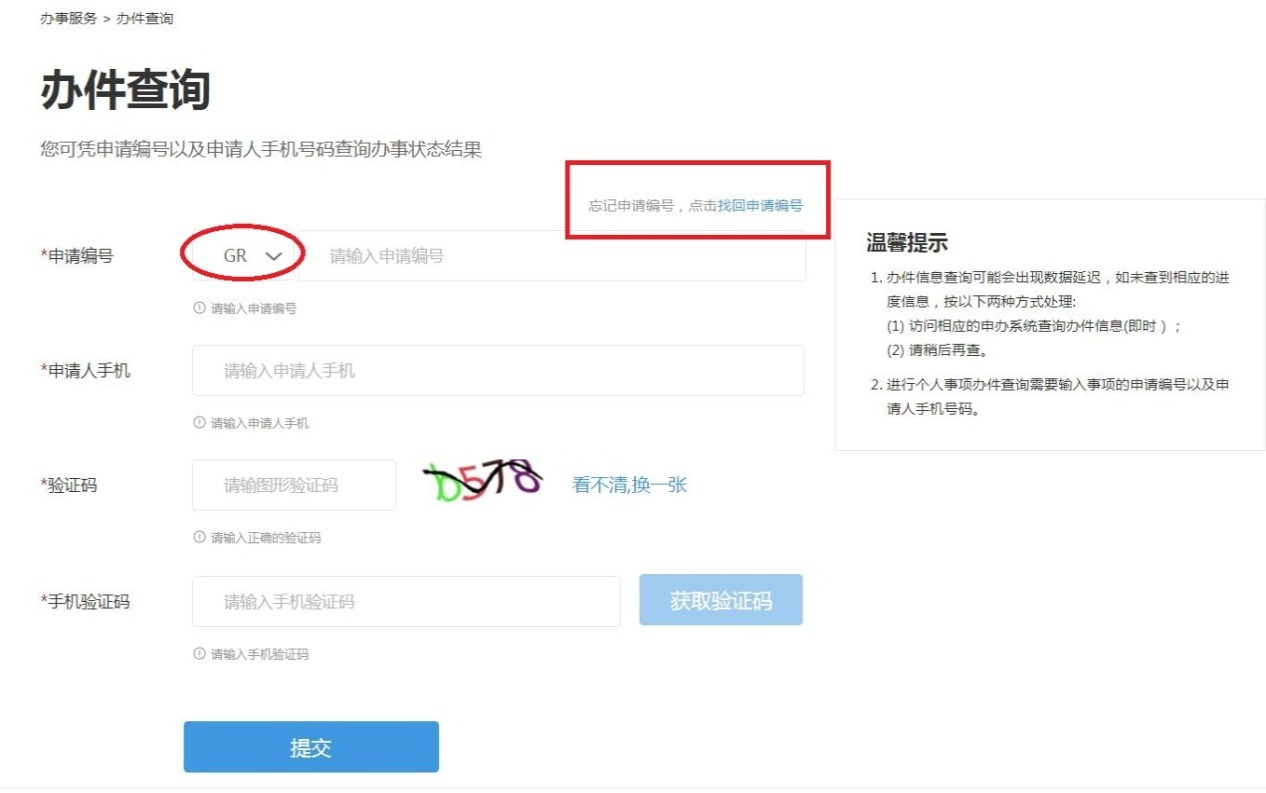 办事服务 > 办件查询
办件查询
您可凭申请编号以及申请人手机号码查询办事状态结果
忘记申请编号，点击找回申请编号
*申请编号
GR
请输入申请编号
请输入申请编号
*申请人手机
请输入申请人手机
请输入申请人手机
*验证码
请输图形验证码
b578
看不清,换一张
请输入正确的验证码
*手机验证码
请输入手机验证码
获取验证码
请输入手机验证码
提交
温馨提示
1. 办件信息查询可能会出现数据延迟，如未查到相应的进
度信息，按以下两种方式处理:
(1) 访问相应的申办系统查询办件信息(即时）；
(2) 请稍后再查。
2. 进行个人事项办件查询需要输入事项的申请编号以及申
请人手机号码。